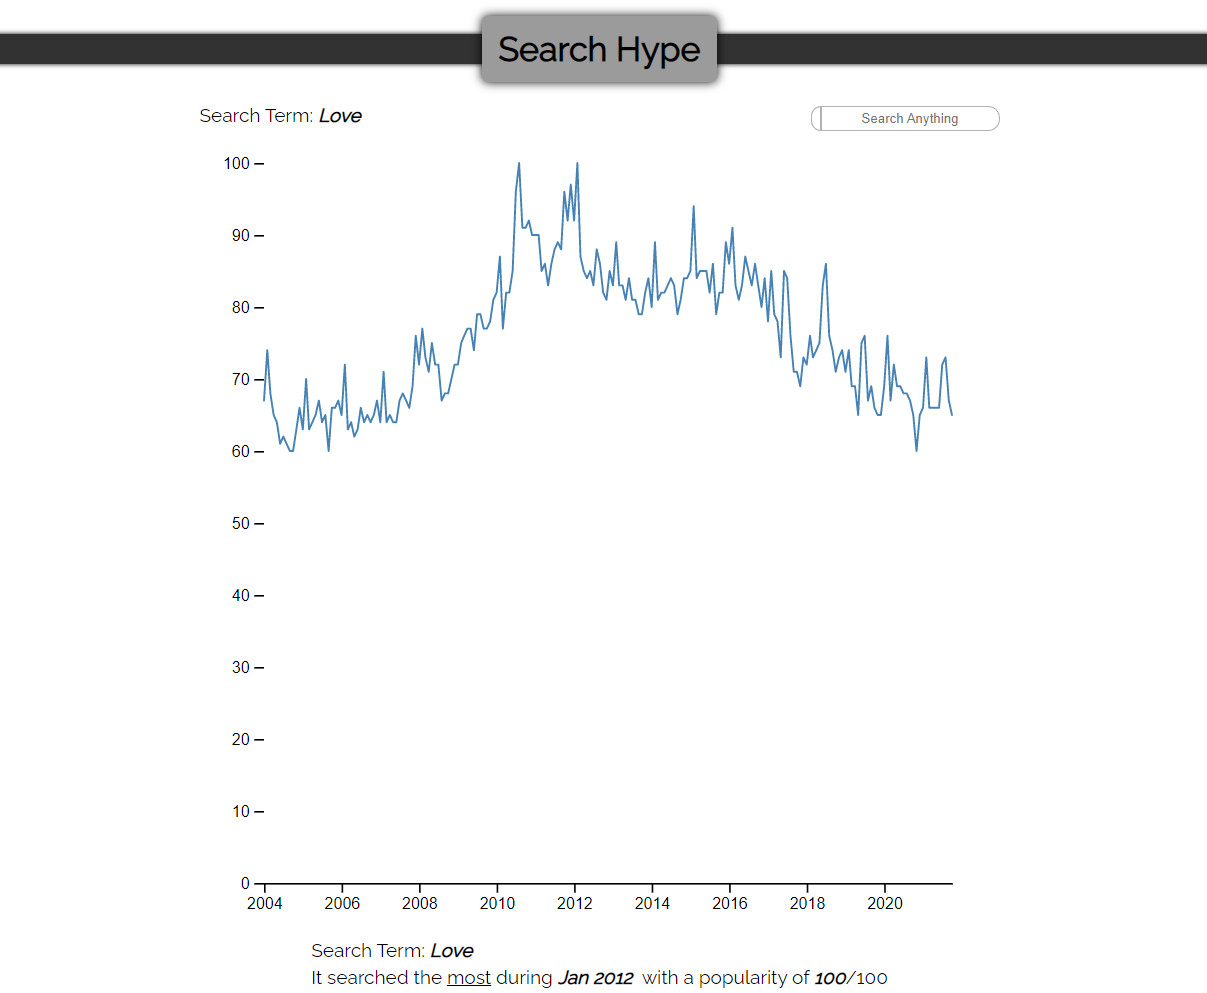 Search Hype
Search Term: Love
Search Anything
100
90
80
70
60
50
40
30
20
10
0
2004 2006 2008 2010 2012 2014 2016 2018 2020
Search Term: Love
It searched the most during Jan 2012 with a popularity of 100/100